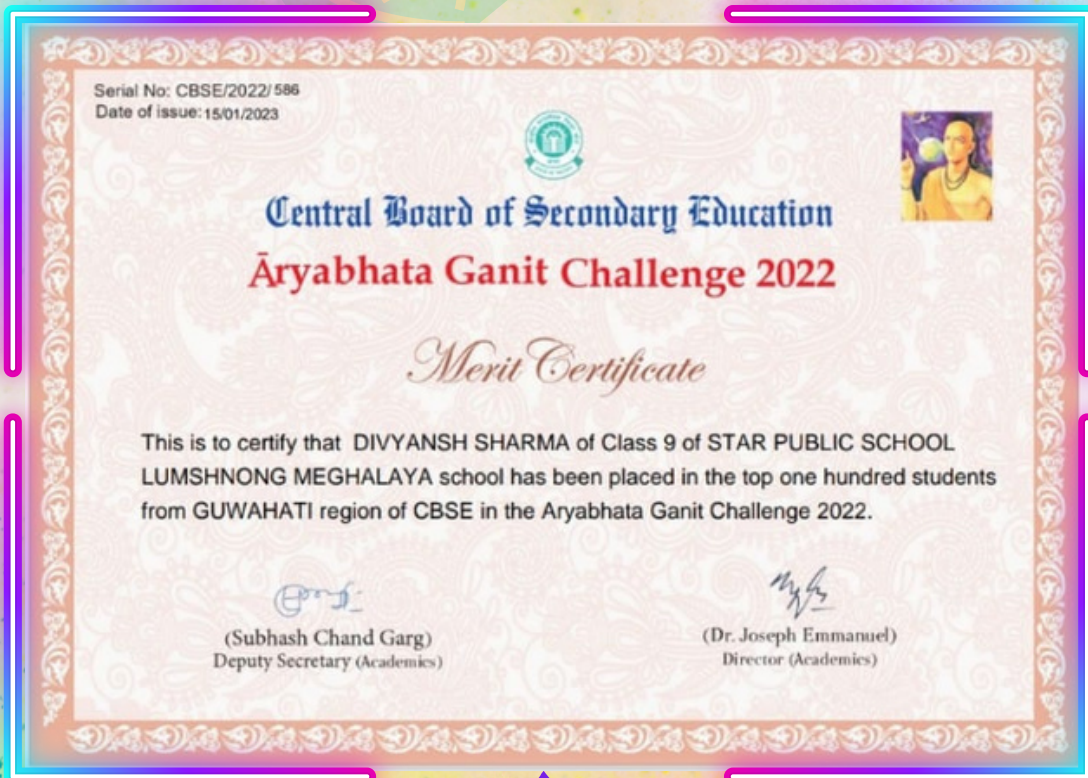 Serial No: CBSE/2022/586
Date of issue: 15/01/2023
Central Board of Secondary Education
Āryabhata Ganit Challenge 2022
Merit Certificate
This is to certify that DIVYANSH SHARMA of Class 9 of STAR PUBLIC SCHOOL
LUMSHNONG MEGHALAYA school has been placed in the top one hundred students
from GUWAHATI region of CBSE in the Aryabhata Ganit Challenge 2022.
(Subhash Chand Garg)
Deputy Secretary (Academics)
(Dr. Joseph Emmanuel)
Director (Academics)